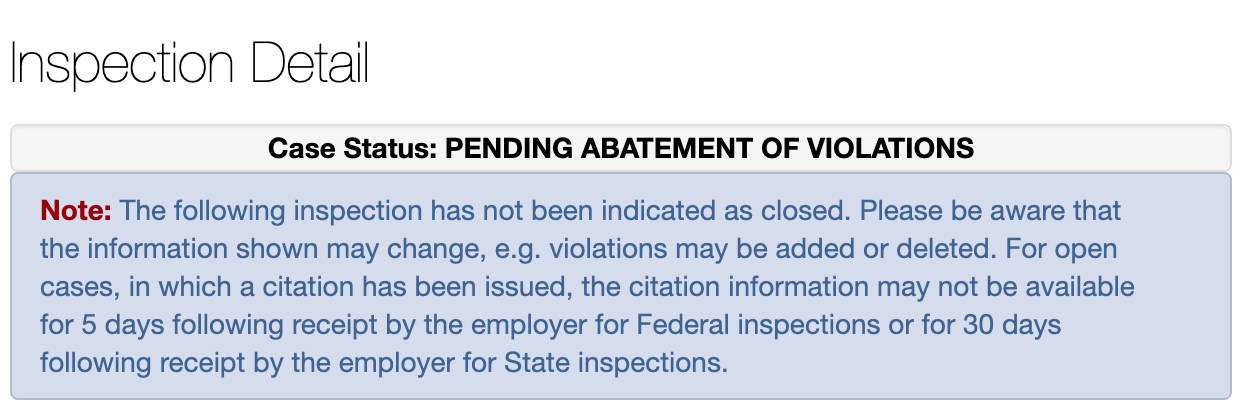 Inspection Detail
Case Status: PENDING ABATEMENT OF VIOLATIONS
Note: The following inspection has not been indicated as closed. Please be aware that
the information shown may change, e.g. violations may be added or deleted. For open
cases, in which a citation has been issued, the citation information may not be available
for 5 days following receipt by the employer for Federal inspections or for 30 days
following receipt by the employer for State inspections.